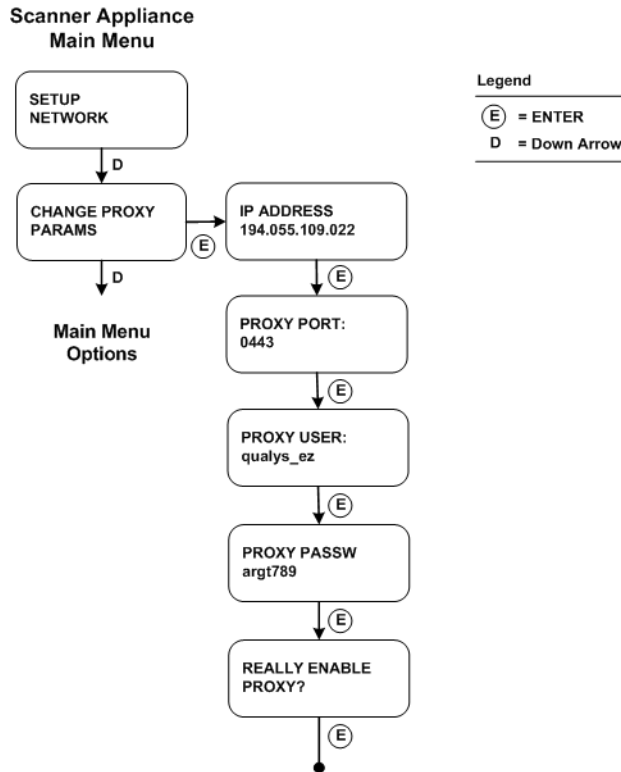 Scanner Appliance
Main Menu
SETUP
NETWORK
D
CHANGE PROXY
PARAMS
E
D
Main Menu
Options
IP ADDRESS
194.055.109.022
E
PROXY PORT:
0443
E
PROXY USER:
qualys_ez
E
PROXY PASSW
argt789
E
REALLY ENABLE
PROXY?
E
Legend
E = ENTER
D = Down Arrow